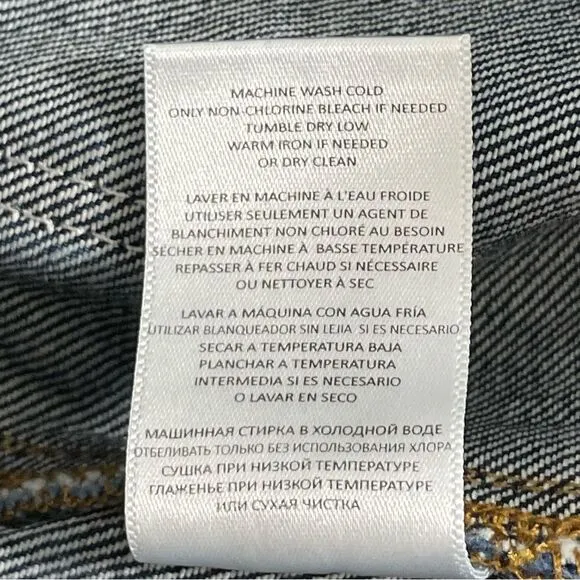 MACHINE WASH COLD
ONLY NON-CHLORINE BLEACH IF NEEDED
TUMBLE DRY LOW
WARM IRON IF NEEDED
OR DRY CLEAN
LAVER EN MACHINE À L'EAU FROIDE
UTILISER SEULEMENT UN AGENT DE
BLANCHIMENT NON CHLORÉ AU BESOIN
SÉCHER EN MACHINE À BASSE TEMPÉRATURE
REPASSER À FER CHAUD SI NÉCESSAIRE
OU NETTOYER À SEC
LAVAR A MÁQUINA CON AGUA FRÍA
UTILIZAR BLANQUEADOR SIN LEJIA SI ES NECESARIO
SECAR A TEMPERATURA BAJA
PLANCHAR A TEMPERATURA
INTERMEDIA SI ES NECESARIO
O LAVAR EN SECO
МАШИННАЯ СТИРКА В ХОЛОДНОЙ ВОДЕ
ОТБЕЛИВАТЬ ТОЛЬКО БЕЗ ИСПОЛЬЗОВАНИЯ ХЛОРА
СУШКА ПРИ НИЗКОЙ ТЕМПЕРАТУРЕ
ГЛАЖЕНЬЕ ПРИ НИЗКОЙ ТЕМПЕРАТУРЕ
ИЛИ СУХАЯ ЧИСТКА